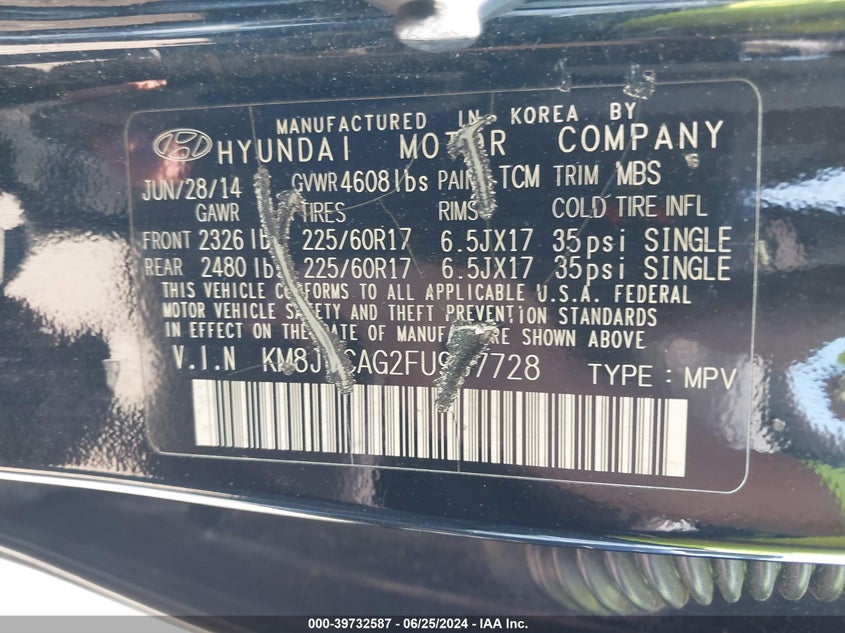 MANUFACTURED IN KOREA BY
HYUNDAI MOTOR COMPANY
JUN/28/14 GVWR 4608 lbs PAINT TCM TRIM MBS
GAWR TIRES RIMS COLD TIRE INFL
FRONT 2326 lbs 225/60R17 6.5JX17 35psi SINGLE
REAR 2480 lbs 225/60R17 6.5JX17 35psi SINGLE
THIS VEHICLE CONFORMS TO ALL APPLICABLE U.S.A. FEDERAL
MOTOR VEHICLE SAFETY AND THEFT PREVENTION STANDARDS
IN EFFECT ON THE DATE OF MANUFACTURE SHOWN ABOVE
V.I.N TYPE : MPV
000-39732587 / 06/25/2024 - IAA Inc.